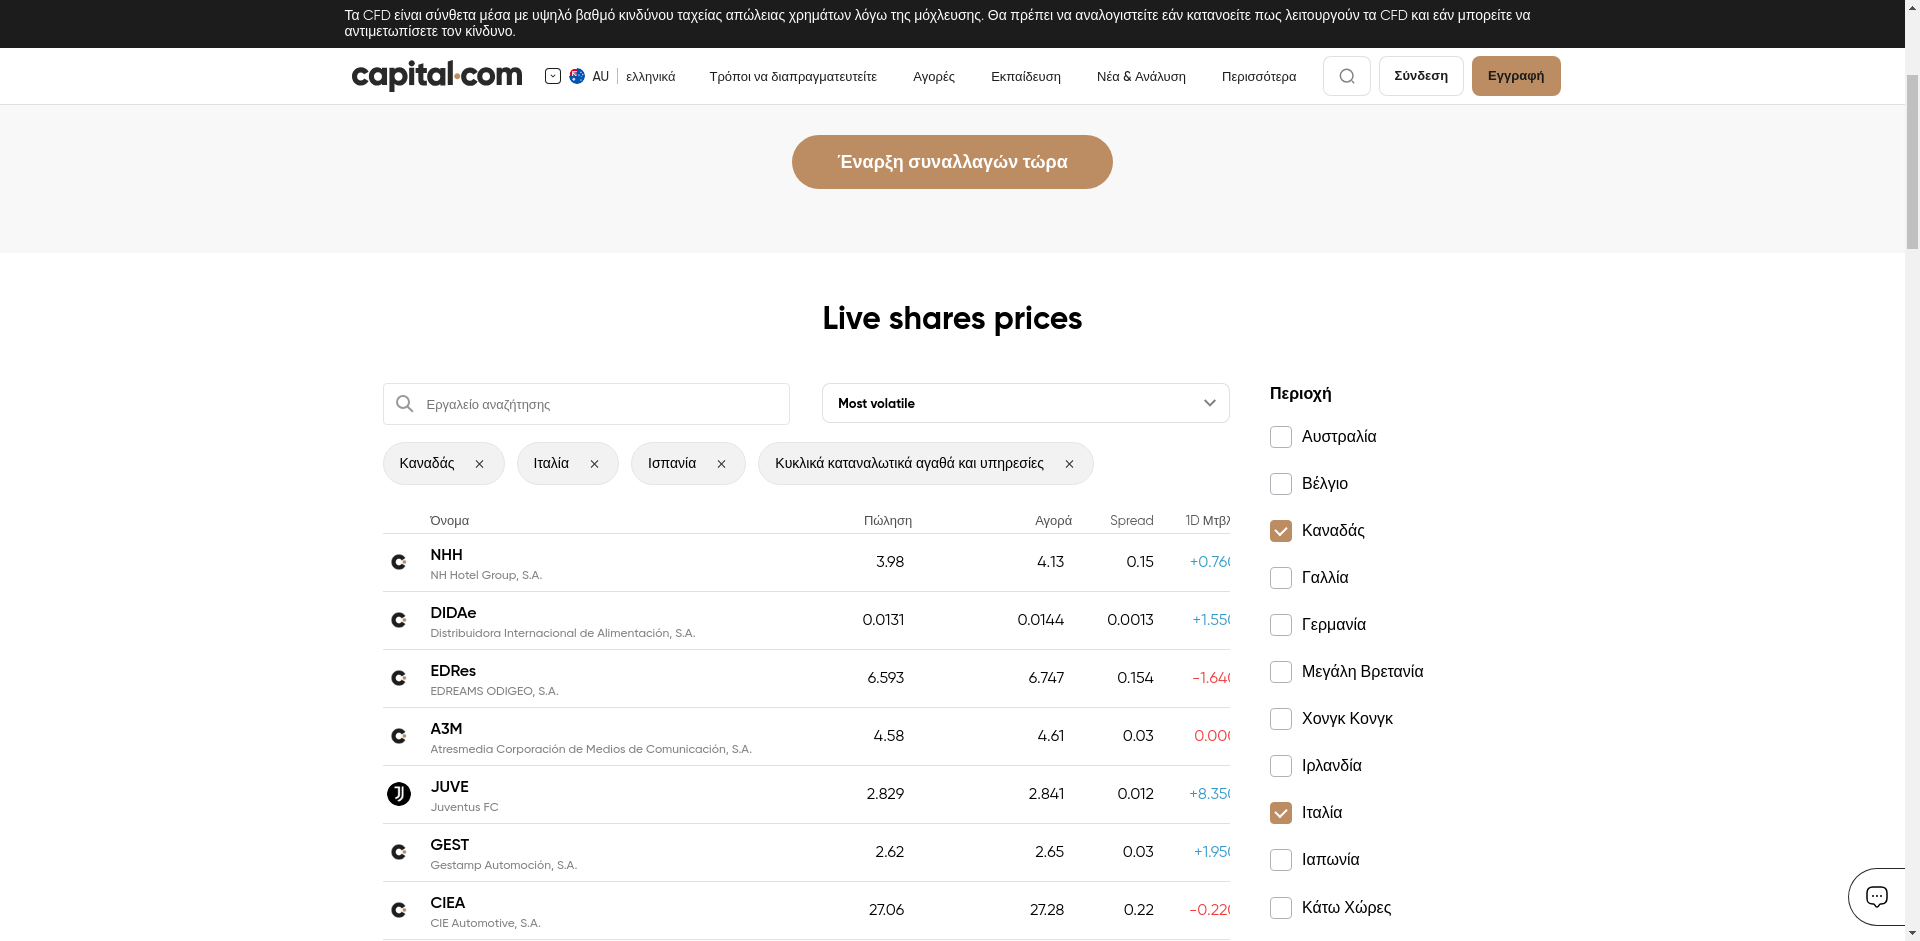 Τα CFD είναι σύνθετα μέσα με υψηλό βαθμό κινδύνου ταχείας απώλειας χρημάτων λόγω της μόχλευσης. Θα πρέπει να αναλογιστείτε εάν κατανοείτε πως λειτουργούν τα CFD και εάν μπορείτε να
αντιμετωπίσετε τον κίνδυνο.
capital.com AU ελληνικά Τρόποι να διαπραγματευτείτε Αγορές Εκπαίδευση Νέα & Ανάλυση Περισσότερα Σύνδεση Εγγραφή
Έναρξη συναλλαγών τώρα
Live shares prices
Εργαλείο αναζήτησης
Most volatile
Καναδάς Ιταλία Ισπανία Κυκλικά καταναλωτικά αγαθά και υπηρεσίες
Όνομα Πώληση Αγορά Spread 1D
NHH 3.98 4.13 0.15 +0.760
NH Hotel Group, S.A.
DIDAe 0.0131 0.0144 0.0013 +1.550
Distribuidora Internacional de Alimentación, S.A.
EDRes 6.593 6.747 0.154 -1.640
EDREAMS ODIGEO, S.A.
A3M 4.58 4.61 0.03 0.000
Atresmedia Corporación de Medios de Comunicación, S.A.
JUVE 2.829 2.841 0.012 +8.350
Juventus FC
GEST 2.62 2.65 0.03 +1.950
Gestamp Automoción, S.A.
CIEA 27.06 27.28 0.22 -0.220
CIE Automotive, S.A.
Περιοχή
Αυστραλία
Βέλγιο
Καναδάς
Γαλλία
Γερμανία
Μεγάλη Βρετανία
Χονγκ Κονγκ
Ιρλανδία
Ιταλία
Ιαπωνία
Κάτω Χώρες